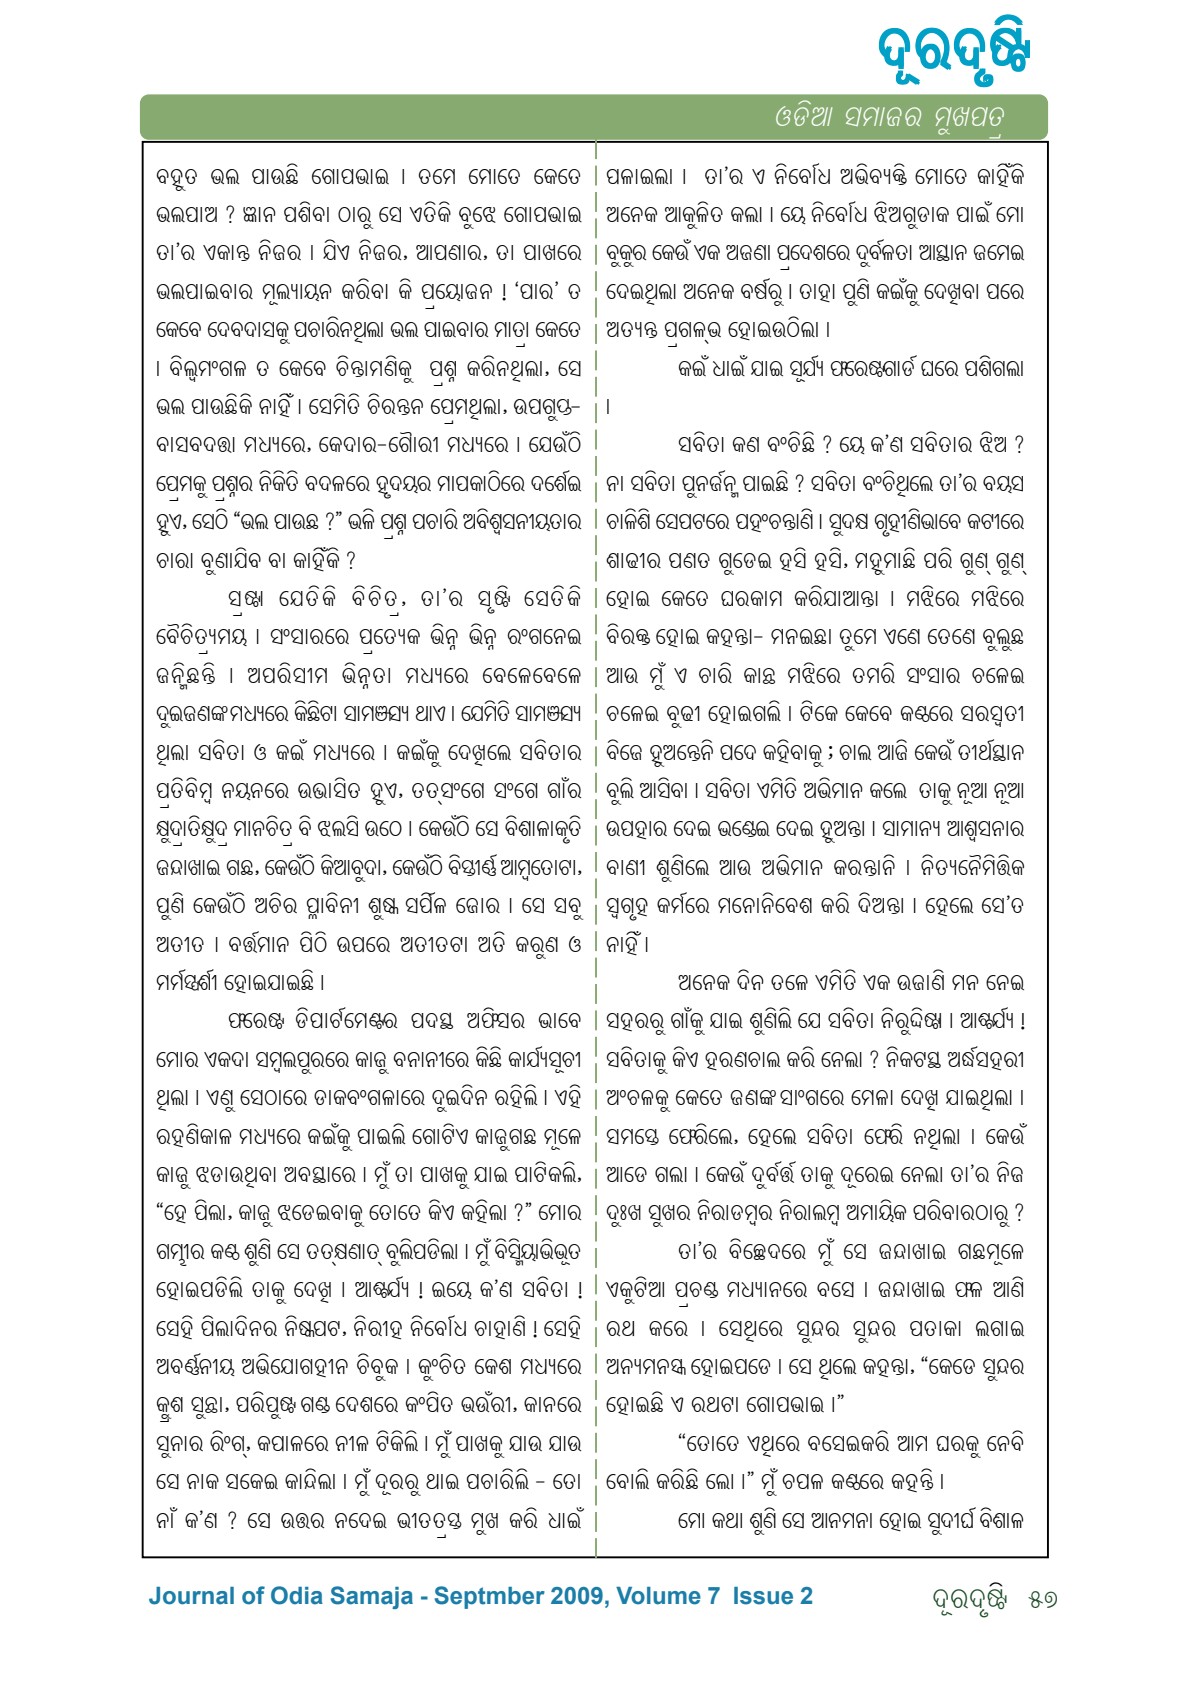 ଦୂରଦୃଷ୍ଟି
ଓଡିଆ ସମାଜର ମୁଖପତ୍ର
ବହୁତ ଭଲ ପାଉଛି ଗୋପଭାଇ । ତମେ ମୋତେ କେତେ
ଭଲପାଅ ? ଜ୍ଞାନ ପଶିବା ଠାରୁ ସେ ଏତିକି ବୁଝେ ଗୋପଭାଇ
ତା’ର ଏକାନ୍ତ ନିଜର । ଯିଏ ନିଜର, ଆପଣାର, ତା ପାଖରେ
ଭଲପାଇବାର ମୂଲ୍ୟାୟନ କରିବା କି ପ୍ରୟୋଜନ ! ‘ପାର’ ତ
କେବେ ଦେବଦାସକୁ ପଚାରିନଥିଲା ଭଲ ପାଇବାର ମାତ୍ରା କେତେ
। ବିଲ୍ୱମଂଗଳ ତ କେବେ ଚିନ୍ତାମଣିକୁ ପ୍ରଶ୍ନ କରିନଥିଲା, ସେ
ଭଲ ପାଉଛିକି ନାହିଁ । ସେମିତି ଚିରନ୍ତନ ପ୍ରେମଥିଲା, ଉପଗୁପ୍ତ-
ବାସବଦତ୍ତା ମଧ୍ୟରେ, କେଦାର-ଗୌରୀ ମଧ୍ୟରେ । ଯେଉଁଠି
ପ୍ରେମକୁ ପ୍ରଶ୍ନର ନିକିତି ବଦଳରେ ହୃଦୟର ମାପକାଠିରେ ଦର୍ଶେଇ
ହୁଏ, ସେଠି “ଭଲ ପାଉଛ ?” ଭଳି ପ୍ରଶ୍ନ ପଚାରି ଅବିଶ୍ୱସନୀୟତାର
ଚାରା ବୁଣାଯିବ ବା କାହିଁକି ?
ସ୍ରଷ୍ଟା ଯେତିକି ବିଚିତ୍ର, ତା’ର ସୃଷ୍ଟି ସେତିକି
ବୈଚିତ୍ର୍ୟମୟ । ସଂସାରରେ ପ୍ରତ୍ୟେକ ଭିନ୍ନ ଭିନ୍ନ ରଂଗନେଇ
ଜନ୍ମିଛନ୍ତି । ଅପରିସୀମ ଭିନ୍ନତା ମଧ୍ୟରେ ବେଳେବେଳେ
ଦୁଇଜଣଙ୍କ ମଧ୍ୟରେ କିଛିଟା ସାମଞ୍ଜସ୍ୟ ଥାଏ । ଯେମିତି ସାମଞ୍ଜସ୍ୟ
ଥିଲା ସବିତା ଓ କଇଁ ମଧ୍ୟରେ । କଇଁକୁ ଦେଖିଲେ ସବିତାର
ପ୍ରତିବିମ୍ବ ନୟନରେ ଉଦ୍ଭାସିତ ହୁଏ, ତତ୍‌ସଂଗେ ସଂଗେ ଗାଁର
କ୍ଷୁଦ୍ରାତିକ୍ଷୁଦ୍ର ମାନଚିତ୍ର ବି ଝଲସି ଉଠେ । କେଉଁଠି ସେ ବିଶାଳାକୃତି
ଜନ୍ଦାଖାଇ ଗଛ, କେଉଁଠି କିଆବୁଦା, କେଉଁଠି ବିସ୍ତୀର୍ଣ୍ଣ ଆମ୍ବତୋଟା,
ପୁଣି କେଉଁଠି ଅଚିର ପ୍ଳାବିନୀ ଶୁଷ୍କ ସର୍ପିଳ ଜୋର । ସେ ସବୁ
ଅତୀତ । ବର୍ତ୍ତମାନ ପିଠି ଉପରେ ଅତୀତଟା ଅତି କରୁଣ ଓ
ମର୍ମସ୍ପର୍ଶୀ ହୋଇଯାଇଛି ।
ଫରେଷ୍ଟ ଡିପାର୍ଟମେଣ୍ଟର ପଦସ୍ଥ ଅଫିସର ଭାବେ
ମୋର ଏକଦା ସମ୍ବଲପୁରରେ କାଜୁ ବନାନୀରେ କିଛି କାର୍ଯ୍ୟସୂଚୀ
ଥିଲା । ଏଣୁ ସେଠାରେ ଡାକବଂଗଳାରେ ଦୁଇଦିନ ରହିଲି । ଏହି
ରହଣିକାଳ ମଧ୍ୟରେ କଇଁକୁ ପାଇଲି ଗୋଟିଏ କାଜୁଗଛ ମୂଳେ
କାଜୁ ଝଡାଉଥିବା ଅବସ୍ଥାରେ । ମୁଁ ତା ପାଖକୁ ଯାଇ ପାଟିକଲି,
“ହେ ପିଲା, କାଜୁ ଝଡେଇବାକୁ ତୋତେ କିଏ କହିଲା ?” ମୋର
ଗମ୍ଭୀର କଣ୍ଠ ଶୁଣି ସେ ତତ୍‌କ୍ଷଣାତ୍ ବୁଲିପଡିଲା । ମୁଁ ବିସ୍ମିୟାଭିଭୂତ
ହୋଇପଡିଲି ତାକୁ ଦେଖି । ଆଶ୍ଚର୍ଯ୍ୟ ! ଇୟେ କ’ଣ ସବିତା !
ସେହି ପିଲାଦିନର ନିଷ୍କପଟ, ନିରୀହ ନିର୍ବୋଧ ଚାହାଣି ! ସେହି
ଅବର୍ଣ୍ଣନୀୟ ଅଭିଯୋଗହୀନ ଚିବୁକ । କୁଂଚିତ କେଶ ମଧ୍ୟରେ
କ୍ରୁଶ ସୁଛା, ପରିପୁଷ୍ଟ ଗଣ୍ଡ ଦେଶରେ କଂପିତ ଭଉଁରୀ, କାନରେ
ସୁନାର ରିଂଗ୍, କପାଳରେ ନୀଳ ଟିକିଲି । ମୁଁ ପାଖକୁ ଯାଉ ଯାଉ
ସେ ନାକ ସକେଇ କାନ୍ଦିଲା । ମୁଁ ଦୂରରୁ ଥାଇ ପଚାରିଲି - ତୋ
ନାଁ କ’ଣ ? ସେ ଉତ୍ତର ନଦେଇ ଭୀତତ୍ରସ୍ତ ମୁଖ କରି ଧାଇଁ
ପଳାଇଲା । ତା’ର ଏ ନିର୍ବୋଧ ଅଭିବ୍ୟକ୍ତି ମୋତେ କାହିଁକି
ଅନେକ ଆକୁଳିତ କଲା । ୟେ ନିର୍ବୋଧ ଝିଅଗୁଡାକ ପାଇଁ ମୋ
ବୁକୁର କେଉଁ ଏକ ଅଜଣା ପ୍ରଦେଶରେ ଦୁର୍ବଳତା ଆସ୍ଥାନ ଜମେଇ
ଦେଇଥିଲା ଅନେକ ବର୍ଷରୁ । ତାହା ପୁଣି କଇଁକୁ ଦେଖିବା ପରେ
ଅତ୍ୟନ୍ତ ପ୍ରଗଳ୍‌ଭ ହୋଇଉଠିଲା ।
କଇଁ ଧାଇଁ ଯାଇ ସୂର୍ଯ୍ୟ ଫରେଷ୍ଟଗାର୍ଡ ଘରେ ପଶିଗଲା
।
ସବିତା କଣ ବଂଚିଛି ? ୟେ କ’ଣ ସବିତାର ଝିଅ ?
ନା ସବିତା ପୁନର୍ଜନ୍ମ ପାଇଛି ? ସବିତା ବଂଚିଥିଲେ ତା’ର ବୟସ
ଚାଳିଶି ସେପଟରେ ପହଂଚନ୍ତାଣି । ସୁଦକ୍ଷ ଗୃହୀଣିଭାବେ କଟୀରେ
ଶାଢୀର ପଣତ ଗୁଡେଇ ହସି ହସି, ମହୁମାଛି ପରି ଗୁଣ୍ ଗୁଣ୍
ହୋଇ କେତେ ଘରକାମ କରିଯାଆନ୍ତା । ମଝିରେ ମଝିରେ
ବିରକ୍ତ ହୋଇ କହନ୍ତା- ମନଇଛା ତୁମେ ଏଣେ ତେଣେ ବୁଲୁଛ
ଆଉ ମୁଁ ଏ ଚାରି କାଛ ମଝିରେ ତମରି ସଂସାର ଚଳେଇ
ଚଳେଇ ବୁଢୀ ହୋଇଗଲି । ଟିକେ କେବେ କଣ୍ଠରେ ସରସ୍ୱତୀ
ବିଜେ ହୁଅନ୍ତେନି ପଦେ କହିବାକୁ ; ଚାଲ ଆଜି କେଉଁ ତୀର୍ଥସ୍ଥାନ
ବୁଲି ଆସିବା । ସବିତା ଏମିତି ଅଭିମାନ କଲେ ତାକୁ ନୂଆ ନୂଆ
ଉପହାର ଦେଇ ଭଣ୍ଡେଇ ଦେଇ ହୁଅନ୍ତା । ସାମାନ୍ୟ ଆଶ୍ୱସନାର
ବାଣୀ ଶୁଣିଲେ ଆଉ ଅଭିମାନ କରନ୍ତାନି । ନିତ୍ୟନୈମିତ୍ତିକ
ସ୍ୱଗୃହ କର୍ମରେ ମନୋନିବେଶ କରି ଦିଅନ୍ତା । ହେଲେ ସେ’ତ
ନାହିଁ ।
ଅନେକ ଦିନ ତଳେ ଏମିତି ଏକ ଉଜାଣି ମନ ନେଇ
ସହରରୁ ଗାଁକୁ ଯାଇ ଶୁଣିଲି ଯେ ସବିତା ନିରୁଦ୍ଦିଷ୍ଟା । ଆଶ୍ଚର୍ଯ୍ୟ !
ସବିତାକୁ କିଏ ହରଣଚାଲ କରି ନେଲା ? ନିକଟସ୍ଥ ଅର୍ଦ୍ଧସହରୀ
ଅଂଚଳକୁ କେତେ ଜଣଙ୍କ ସାଂଗରେ ମେଳା ଦେଖି ଯାଇଥିଲା ।
ସମସ୍ତେ ଫେରିଲେ, ହେଲେ ସବିତା ଫେରି ନଥିଲା । କେଉଁ
ଆଡେ ଗଲା । କେଉଁ ଦୁର୍ବର୍ତ୍ତ ତାକୁ ଦୂରେଇ ନେଲା ତା’ର ନିଜ
ଦୁଃଖ ସୁଖର ନିରାଡମ୍ବର ନିରାଲମ୍ବ ଅମାୟିକ ପରିବାରଠାରୁ ?
ତା’ର ବିଚ୍ଛେଦରେ ମୁଁ ସେ ଜନ୍ଦାଖାଇ ଗଛମୂଳେ
ଏକୁଟିଆ ପ୍ରଚଣ୍ଡ ମଧ୍ୟାନରେ ବସେ । ଜନ୍ଦାଖାଇ ଫଳ ଆଣି
ରଥ କରେ । ସେଥିରେ ସୁନ୍ଦର ସୁନ୍ଦର ପତାକା ଲଗାଇ
ଅନ୍ୟମନସ୍କ ହୋଇପଡେ । ସେ ଥିଲେ କହନ୍ତା, “କେଡେ ସୁନ୍ଦର
ହୋଇଛି ଏ ରଥଟା ଗୋପଭାଇ ।”
“ତୋତେ ଏଥିରେ ବସେଇକରି ଆମ ଘରକୁ ନେବି
ବୋଲି କରିଛି ଲୋ ।” ମୁଁ ଚପଳ କଣ୍ଠରେ କହନ୍ତି ।
ମୋ କଥା ଶୁଣି ସେ ଆନମନା ହୋଇ ସୁଦୀର୍ଘ ବିଶାଳ
Journal of Odia Samaja - Septmber 2009, Volume 7 Issue 2
ଦୂରଦୃଷ୍ଟି ୫୭